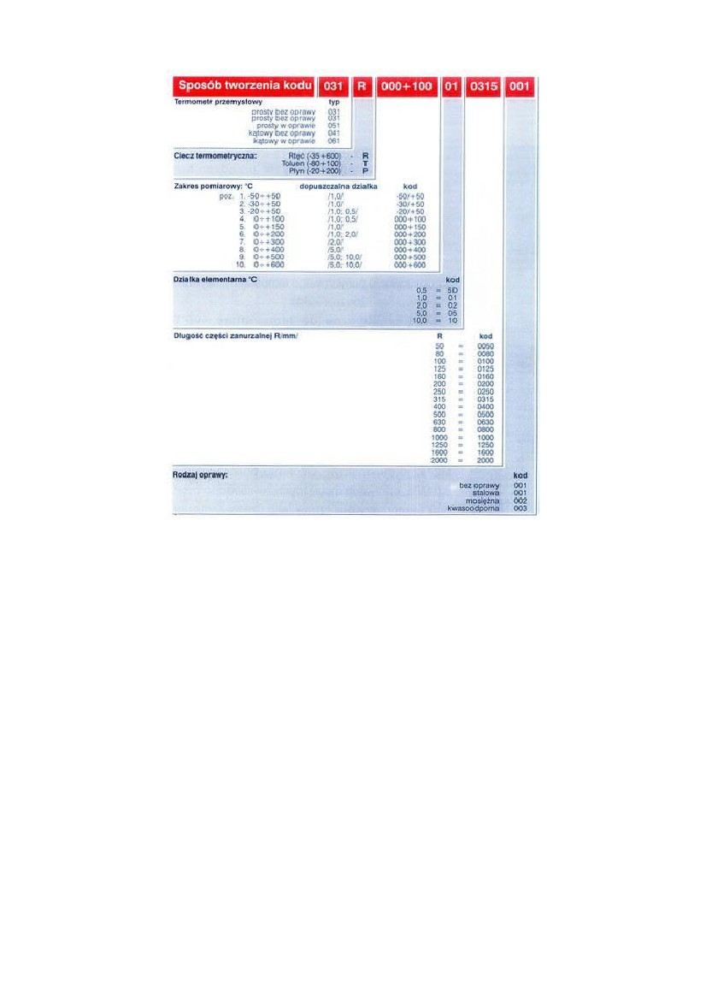 Sposób tworzenia kodu 031 R 000+100 01 0315 001
Termometr przemysłowy typ
prosty bez oprawy 031
prosty bez oprawy 031
prosty w oprawie 051
kątowy bez oprawy 041
kątowy w oprawie 061
Ciecz termometryczna: Rtęć (-35+600) - R
Toluen (-80+100) - T
Płyn (-20+200) - P
Zakres pomiarowy: °C dopuszczalna działka kod
poz. 1. -50÷ +50 /1,0/ -50/+50
2. -30÷ +50 /1,0/ -30/+50
3. -20÷ +50 /1,0; 0,5/ -20/+50
4. 0÷ +100 /1,0; 0,5/ 000+100
5. 0÷ +150 /1,0/ 000+150
6. 0÷ +200 /1,0; 2,0/ 000+200
7. 0÷ +300 /2,0/ 000+300
8. 0÷ +400 /5,0/ 000+400
9. 0÷ +500 /5,0; 10,0/ 000+500
10. 0÷ +600 /5,0; 10,0/ 000+600
Działka elementarna °C kod
0,5 = 50
1,0 = 01
2,0 = 02
5,0 = 05
10,0 = 10
Długość części zanurzalnej R/mm/ R kod
50 = 0050
80 = 0080
100 = 0100
125 = 0125
160 = 0160
200 = 0200
250 = 0250
315 = 0315
400 = 0400
500 = 0500
630 = 0630
800 = 0800
1000 = 1000
1250 = 1250
1600 = 1600
2000 = 2000
Rodzaj oprawy: kod
bez oprawy 001
stalowa 001
mosiężna 002
kwasoodporna 003